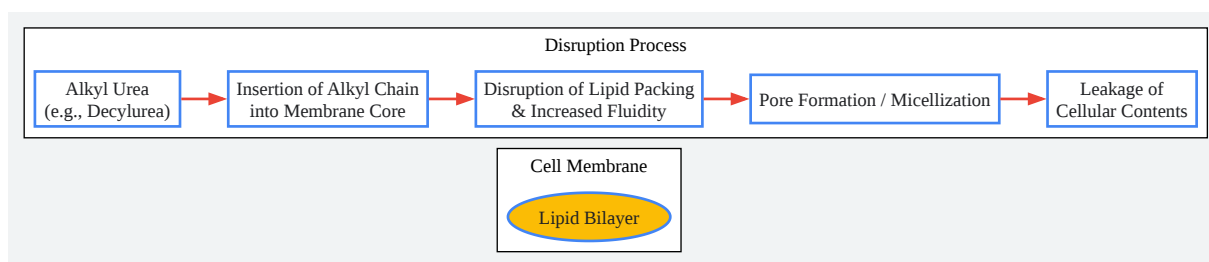 Disruption Process
Alkyl Urea
(e.g., Decylurea)
Insertion of Alkyl Chain
into Membrane Core
Disruption of Lipid Packing
& Increased Fluidity
Pore Formation / Micellization
Leakage of
Cellular Contents
Cell Membrane
Lipid Bilayer